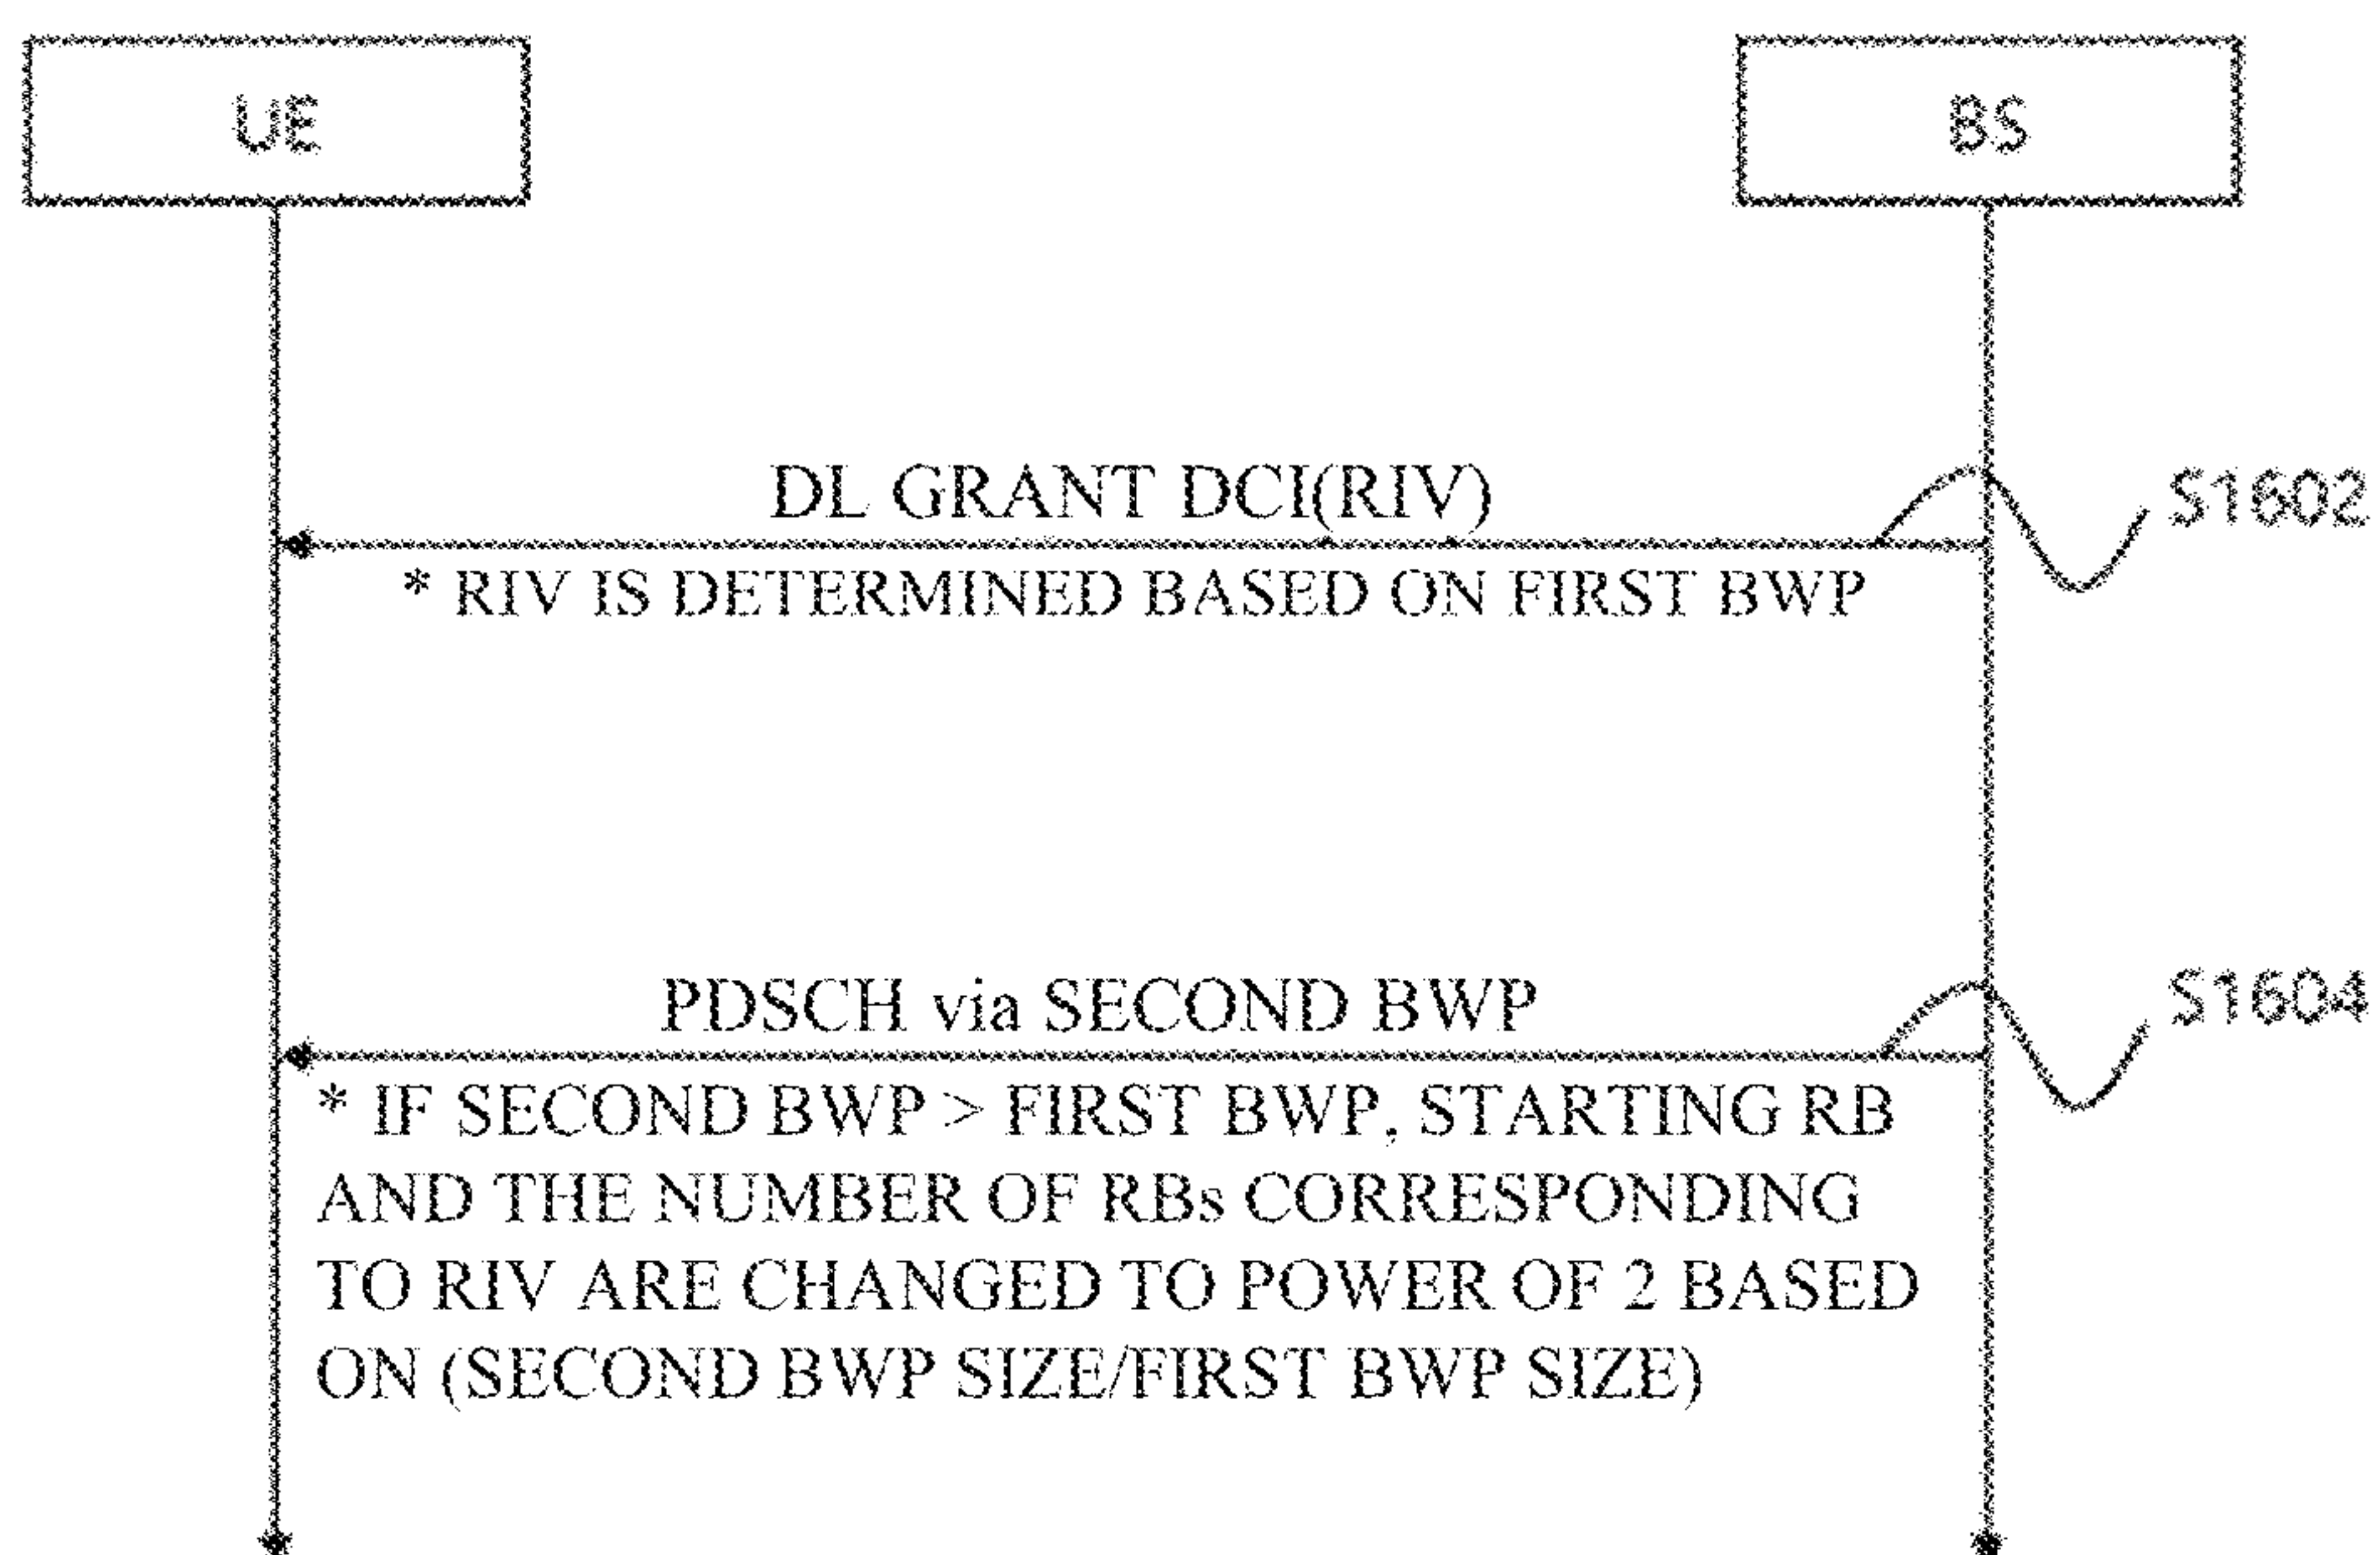 UE
BS
DL GRANT DCI(RIV)
S1602
* RIV IS DETERMINED BASED ON FIRST BWP
PDSCH via SECOND BWP
S1604
* IF SECOND BWP > FIRST BWP, STARTING RB
AND THE NUMBER OF RBs CORRESPONDING
TO RIV ARE CHANGED TO POWER OF 2 BASED
ON (SECOND BWP SIZE/FIRST BWP SIZE)